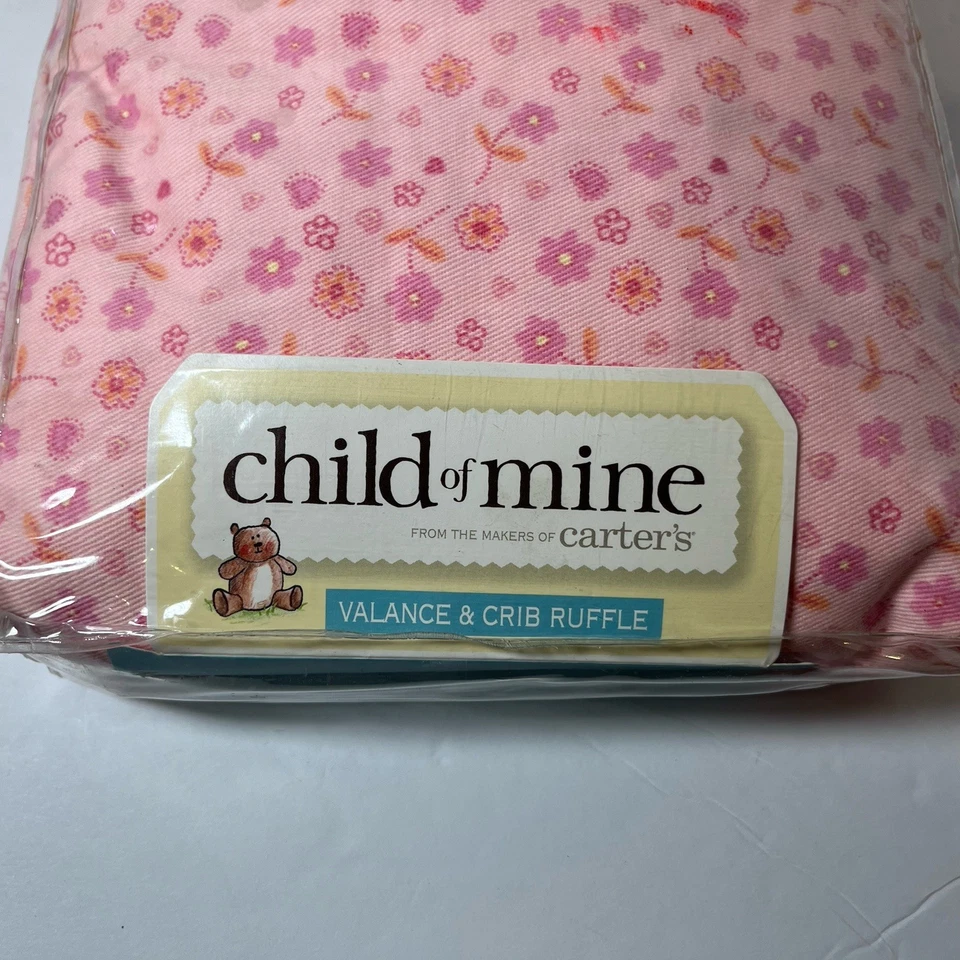 child of mine
FROM THE MAKERS OF carter's
VALANCE & CRIB RUFFLE